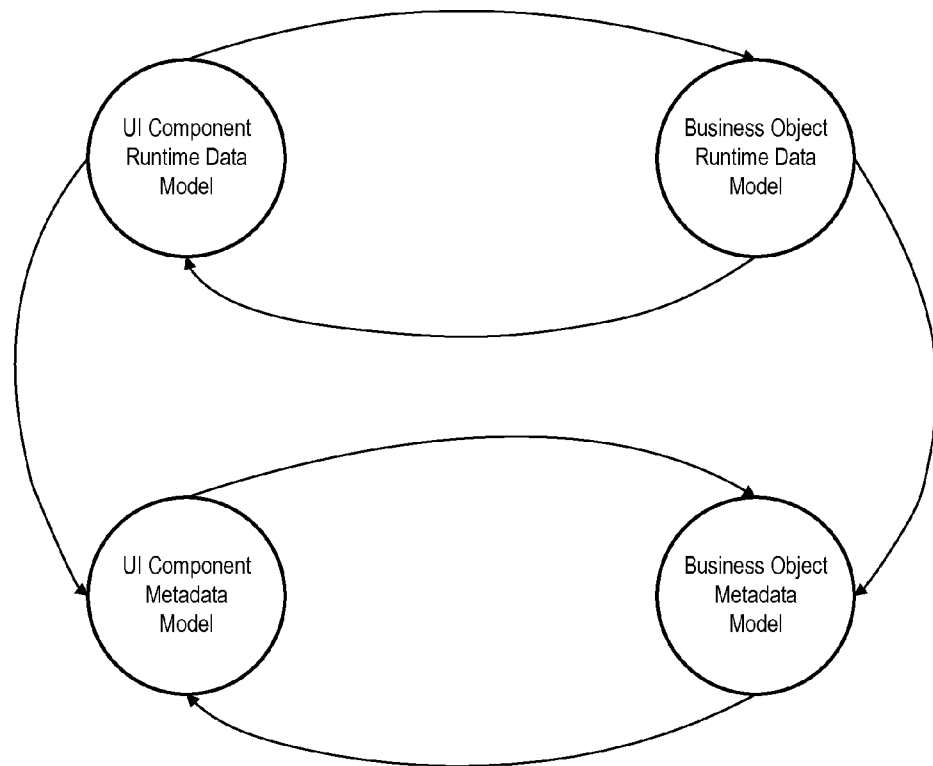 UI Component
Runtime Data
Model
Business Object
Runtime Data
Model
UI Component
Metadata
Model
Business Object
Metadata
Model